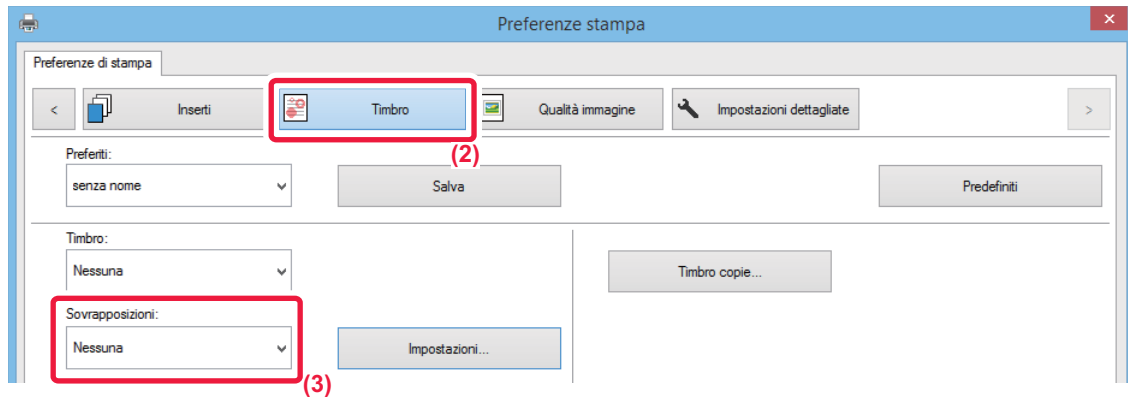 Preferenze stampa
Preferenze di stampa
< Inserti Timbro Qualità immagine Impostazioni dettagliate >
(2)
Preferiti:
senza nome Salva Predefiniti
Timbro:
Nessuna Timbro copie...
Sovrapposizioni:
Nessuna Impostazioni...
(3)